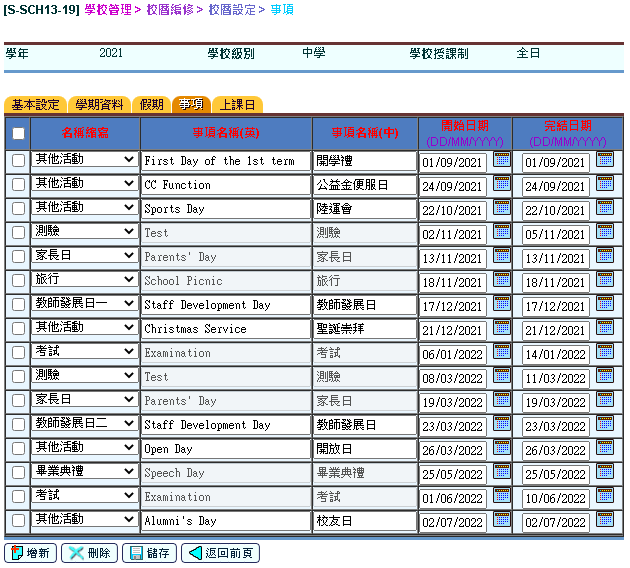 [S-SCH13-19] 學校管理 > 校曆編修 > 校曆設定 > 事項
學年 2021 學校級別 中學 學校授課制 全日
基本設定 學期資料 假期 事項 上課日
名稱縮寫 事項名稱(英) 事項名稱(中) 開始日期 完結日期
(DD/MM/YYYY) (DD/MM/YYYY)
其他活動 First Day of the 1st term 開學禮 01/09/2021 01/09/2021
其他活動 CC Function 公益金便服日 24/09/2021 24/09/2021
其他活動 Sports Day 陸運會 22/10/2021 22/10/2021
測驗 Test 測驗 02/11/2021 05/11/2021
家長日 Parents' Day 家長日 13/11/2021 13/11/2021
旅行 School Picnic 旅行 18/11/2021 18/11/2021
教師發展日一 Staff Development Day 教師發展日 17/12/2021 17/12/2021
其他活動 Christmas Service 聖誕崇拜 21/12/2021 21/12/2021
考試 Examination 考試 06/01/2022 14/01/2022
測驗 Test 測驗 08/03/2022 11/03/2022
家長日 Parents' Day 家長日 19/03/2022 19/03/2022
教師發展日二 Staff Development Day 教師發展日 23/03/2022 23/03/2022
其他活動 Open Day 開放日 26/03/2022 26/03/2022
畢業典禮 Speech Day 畢業典禮 25/05/2022 25/05/2022
考試 Examination 考試 01/06/2022 10/06/2022
其他活動 Alumni's Day 校友日 02/07/2022 02/07/2022
增新 刪除 儲存 返回前頁